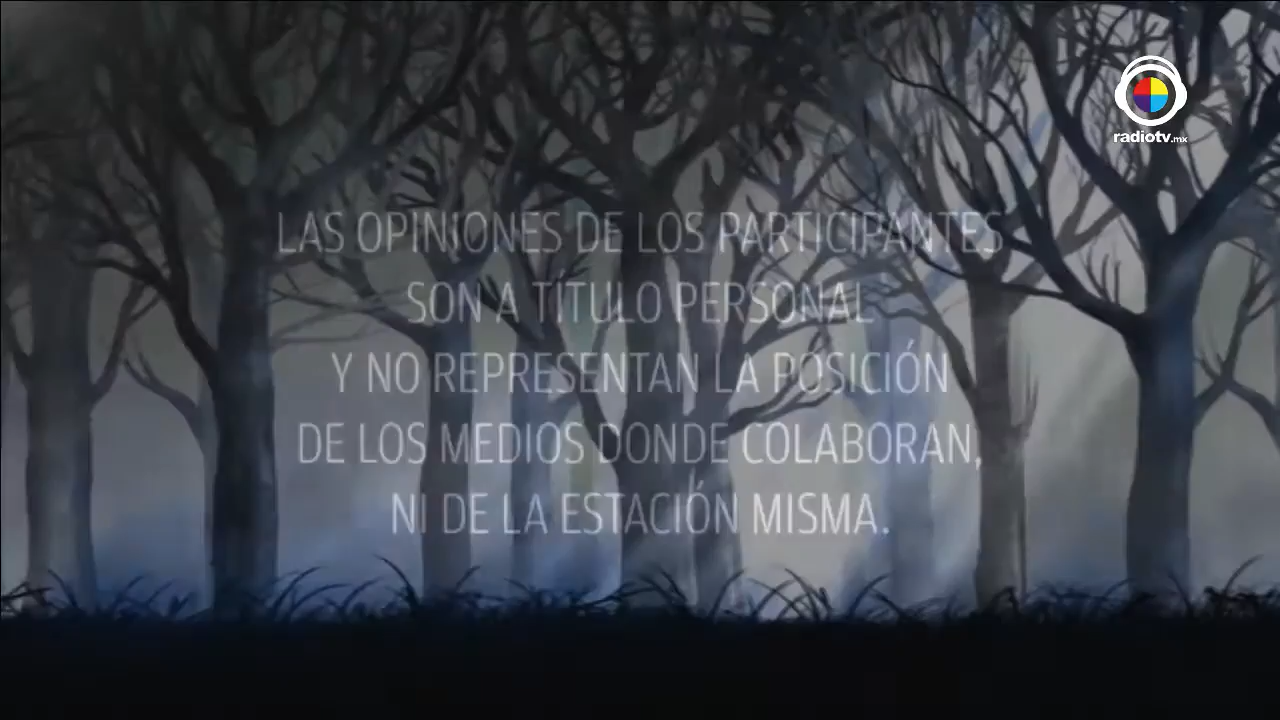 radiotv.mx
LAS OPINIONES DE LOS PARTICIPANTES
SON A TITULO PERSONAL
Y NO REPRESENTAN LA POSICIÓN
DE LOS MEDIOS DONDE COLABORAN,
NI DE LA ESTACIÓN MISMA.